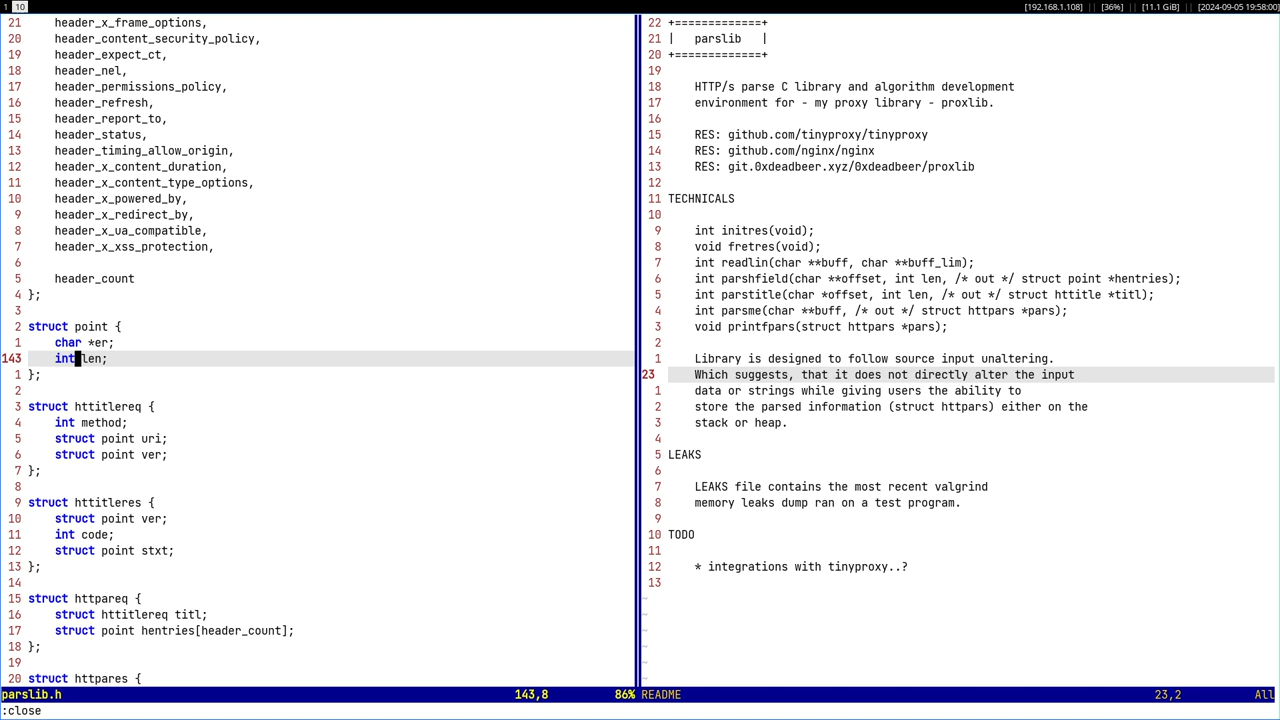 1 10 [192.168.1.108] || [36%] || [11.1 GiB] || [2024-09-05 19:58:00]
21 header_x_frame_options,
20 header_content_security_policy,
19 header_expect_ct,
18 header_nel,
17 header_permissions_policy,
16 header_refresh,
15 header_report_to,
14 header_status,
13 header_timing_allow_origin,
12 header_x_content_duration,
11 header_x_content_type_options,
10 header_x_powered_by,
9 header_x_redirect_by,
8 header_x_ua_compatible,
7 header_x_xss_protection,
6
5 header_count
4 };
3
2 struct point {
1 char *er;
143 int len;
1 };
2
3 struct httitlereq {
4 int method;
5 struct point uri;
6 struct point ver;
7 };
8
9 struct httitleres {
10 struct point ver;
11 int code;
12 struct point stxt;
13 };
14
15 struct httpareq {
16 struct httitlereq titl;
17 struct point hentries[header_count];
18 };
19
20 struct httpares {
parslib.h 143,8 86%
22 +=============+
21 | parslib |
20 +=============+
19
18 HTTP/s parse C library and algorithm development
17 environment for - my proxy library - proxlib.
16
15 RES: github.com/tinyproxy/tinyproxy
14 RES: github.com/nginx/nginx
13 RES: git.0xdeadbeer.xyz/0xdeadbeer/proxlib
12
11 TECHNICALS
10
9 int initres(void);
8 void fretres(void);
7 int readlin(char **buff, char **buff_lim);
6 int parshfield(char **offset, int len, /* out */ struct point *hentries);
5 int parstitle(char *offset, int len, /* out */ struct httitle *titl);
4 int parsme(char **buff, /* out */ struct httpars *pars);
3 void printfpars(struct httpars *pars);
2
1 Library is designed to follow source input unaltering.
23 Which suggests, that it does not directly alter the input
1 data or strings while giving users the ability to
2 store the parsed information (struct httpars) either on the
3 stack or heap.
4
5 LEAKS
6
7 LEAKS file contains the most recent valgrind
8 memory leaks dump ran on a test program.
9
10 TODO
11
12 * integrations with tinyproxy..?
13
~
~
~
~
~
~
README 23,2 All
:close